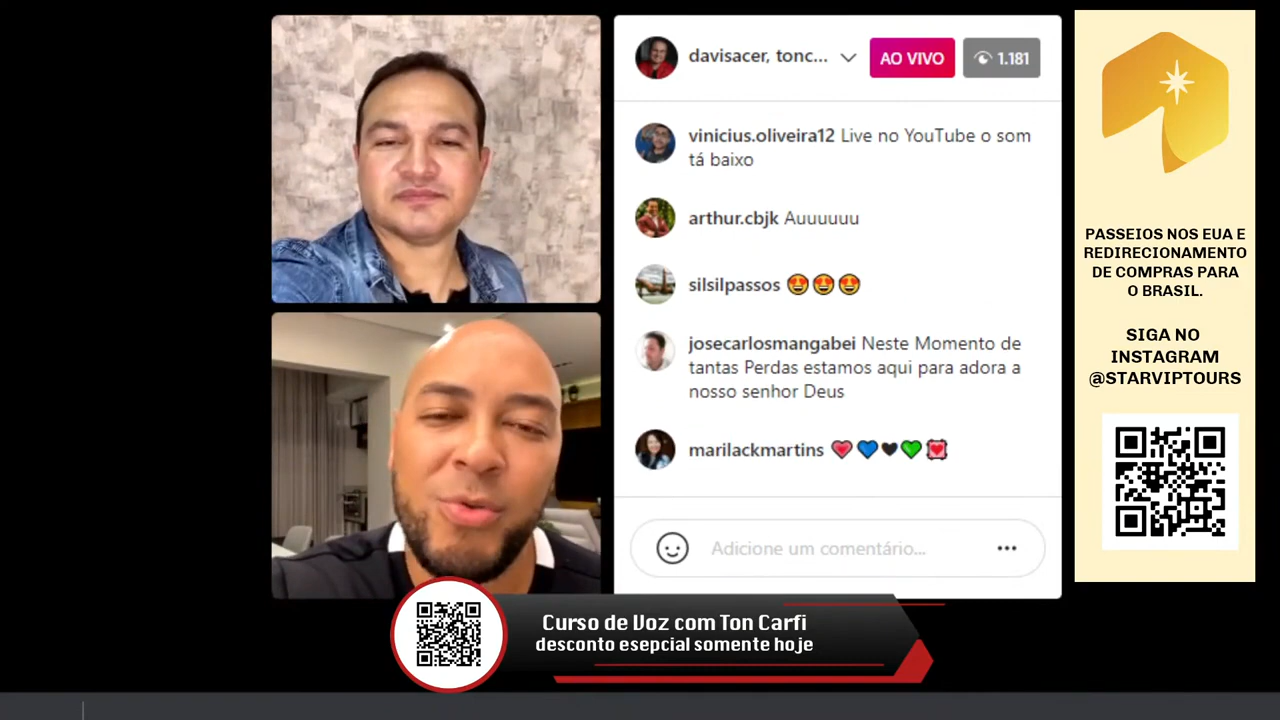 davisacer, tonc...
AO VIVO
1.181
vinicius.oliveira12 Live no YouTube o som
tá baixo
arthur.cbjk Auuuuuu
silsilpassos 😍😍😍
josecarlosmangabei Neste Momento de
tantas Perdas estamos aqui para adora a
nosso senhor Deus
marilackmartins 💗💙🖤💚💟
Adicione um comentário...
PASSEIOS NOS EUA E
REDIRECIONAMENTO
DE COMPRAS PARA
O BRASIL.
SIGA NO
INSTAGRAM
@STARVIPTOURS
Curso de Voz com Ton Carfi
desconto esepcial somente hoje